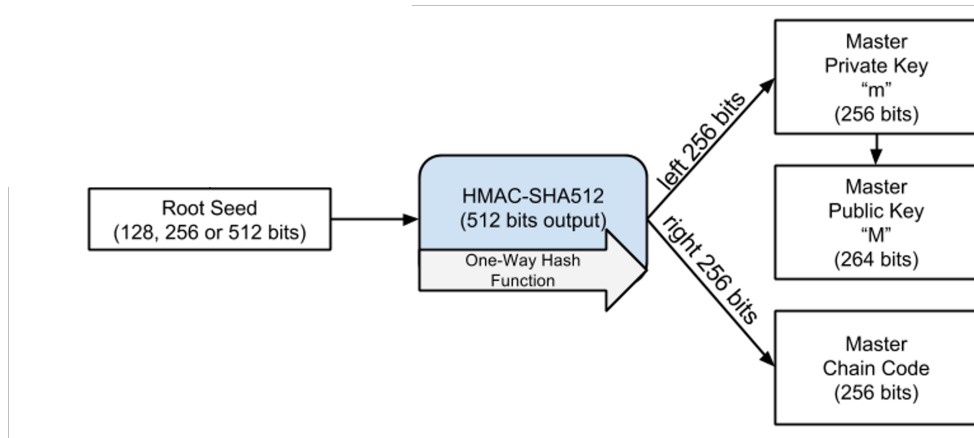 Root Seed
(128, 256 or 512 bits)
HMAC-SHA512
(512 bits output)
One-Way Hash
Function
left 256 bits
right 256 bits
Master
Private Key
“m”
(256 bits)
Master
Public Key
“M”
(264 bits)
Master
Chain Code
(256 bits)